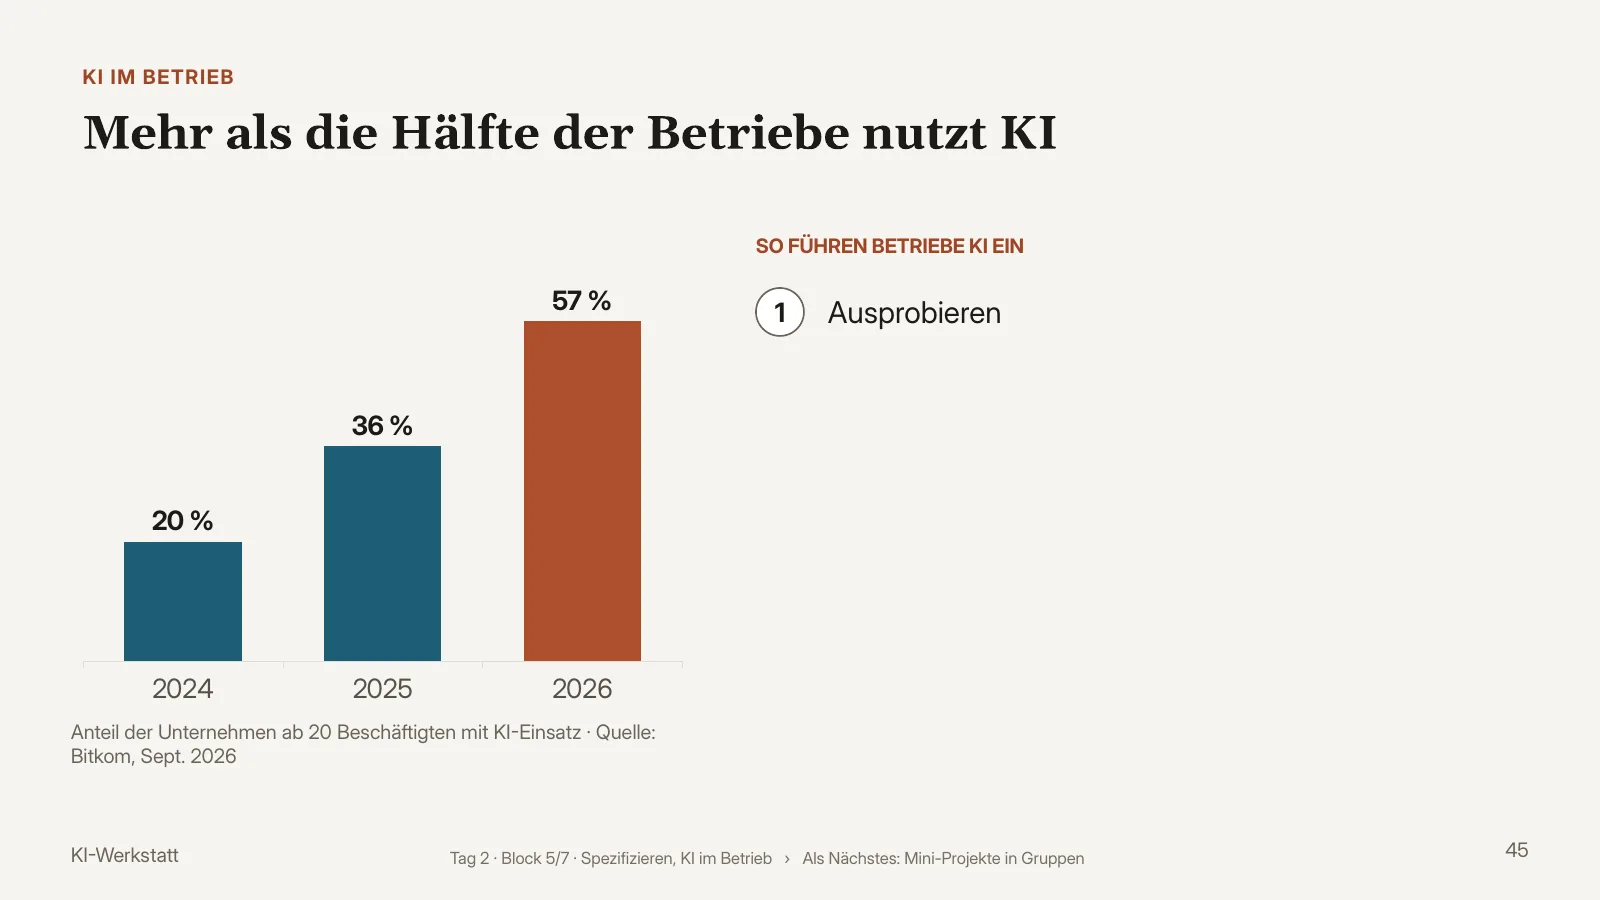 KI IM BETRIEB
Mehr als die Hälfte der Betriebe nutzt KI
20 %
36 %
57 %
2024
2025
2026
Anteil der Unternehmen ab 20 Beschäftigten mit KI-Einsatz · Quelle:
Bitkom, Sept. 2026
SO FÜHREN BETRIEBE KI EIN
1 Ausprobieren
KI-Werkstatt
Tag 2 · Block 5/7 · Spezifizieren, KI im Betrieb › Als Nächstes: Mini-Projekte in Gruppen
45